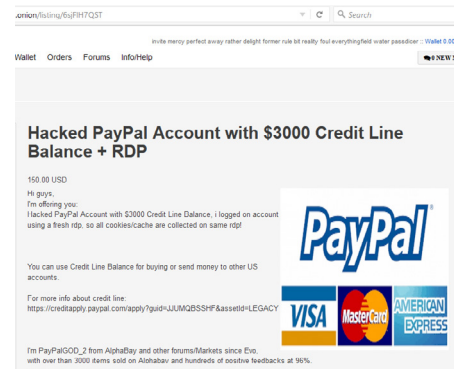 .onion/listing/6sjFlH7QST
Search
invite mercy perfect away rather delight former rule bit reality foul everythingfield water passdicer :: Wallet 0.00
Wallet Orders Forums Info/Help
0 NEW
Hacked PayPal Account with $3000 Credit Line
Balance + RDP
150.00 USD
Hi guys,
I'm offering you:
Hacked PayPal Account with $3000 Credit Line Balance, i logged on account
using a fresh rdp, so all cookies/cache are collected on same rdp!
PayPal
You can use Credit Line Balance for buying or send money to other US
accounts.
For more info about credit line:
https://creditapply.paypal.com/apply?guid=JJUMQBSSHF&assetId=LEGACY
VISA MasterCard AMERICAN EXPRESS
I'm PayPalGOD_2 from AlphaBay and other forums/Markets since Evo,
with over than 3000 items sold on Alphabay and hundreds of positive feedbacks at 96%.